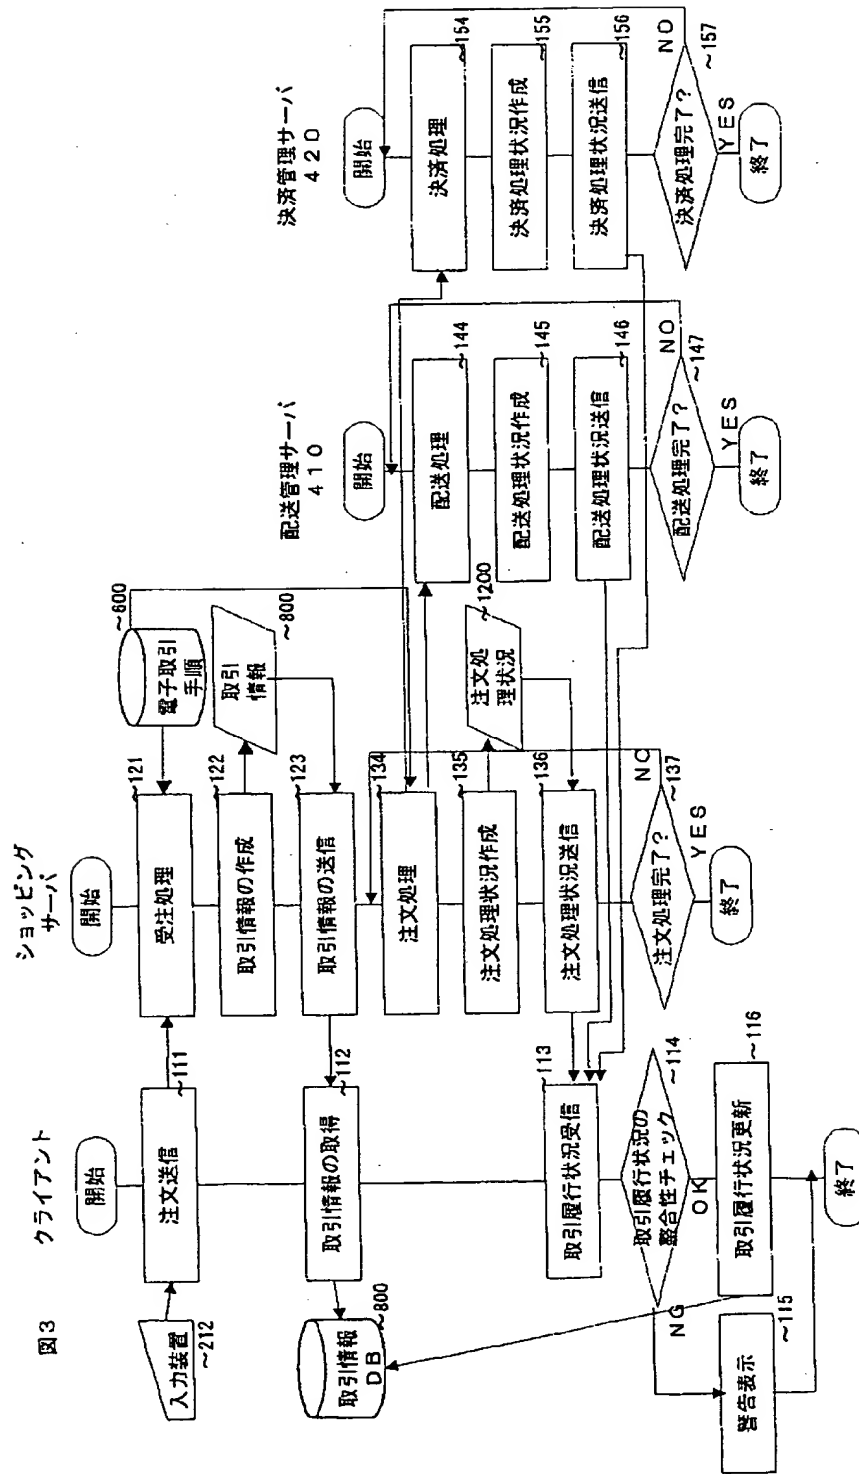 図3
クライアント
開始
入力装置
~212
注文送信
~111
取引情報の取得
~112
取引情報
DB
~800
取引履行状況受信
~113
取引履行状況の
整合性チェック
~114
OK
NG
取引履行状況更新
~116
警告表示
~115
終了
ショッピング
サーバ
開始
受注処理
~121
電子取引
手順
~600
取引情報の作成
~122
取引
情報
~800
取引情報の送信
~123
注文処理
~134
注文処理状況作成
~135
注文処
理状況
~1200
注文処理状況送信
~136
注文処理完了?
~137
NO
YES
終了
配送管理サーバ
410
開始
配送処理
~144
配送処理状況作成
~145
配送処理状況送信
~146
配送処理完了?
~147
NO
YES
終了
決済管理サーバ
420
開始
決済処理
~154
決済処理状況作成
~155
決済処理状況送信
~156
決済処理完了?
~157
NO
YES
終了